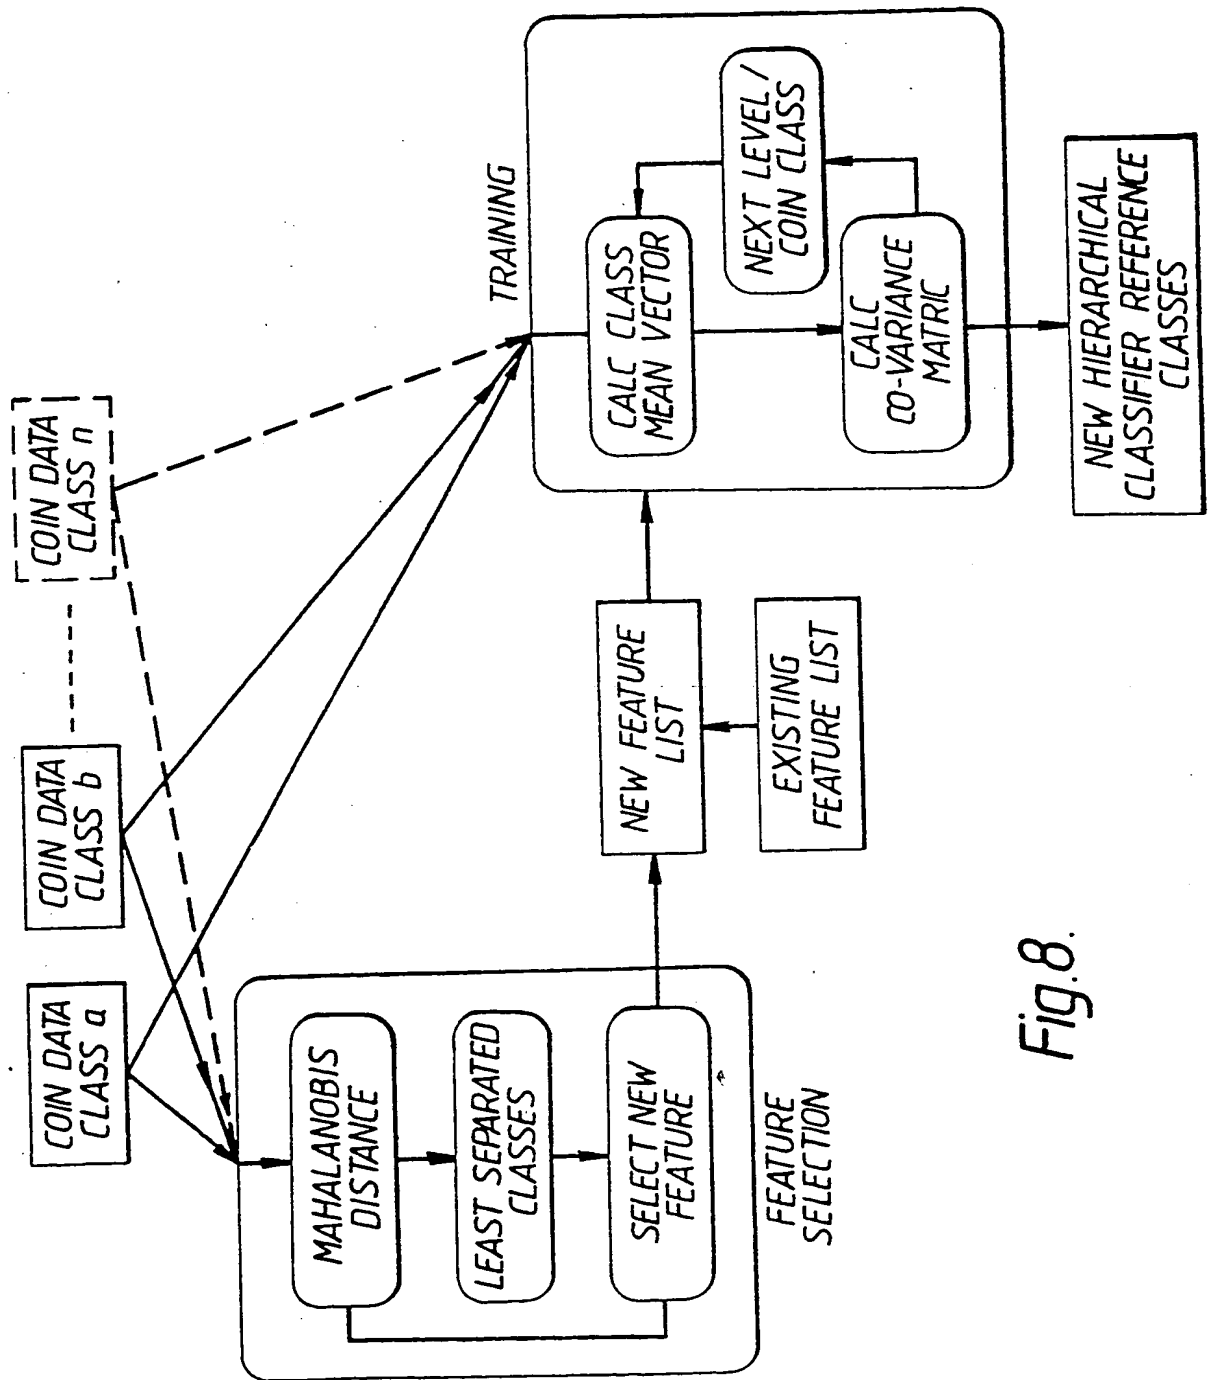 COIN DATA
CLASS a
COIN DATA
CLASS b
COIN DATA
CLASS n
MAHALANOBIS
DISTANCE
LEAST SEPARATED
CLASSES
SELECT NEW
FEATURE
FEATURE
SELECTION
NEW FEATURE
LIST
EXISTING
FEATURE LIST
TRAINING
CALC CLASS
MEAN VECTOR
NEXT LEVEL/
COIN CLASS
CALC
CO-VARIANCE
MATRIC
NEW HIERARCHICAL
CLASSIFIER REFERENCE
CLASSES
Fig.8.